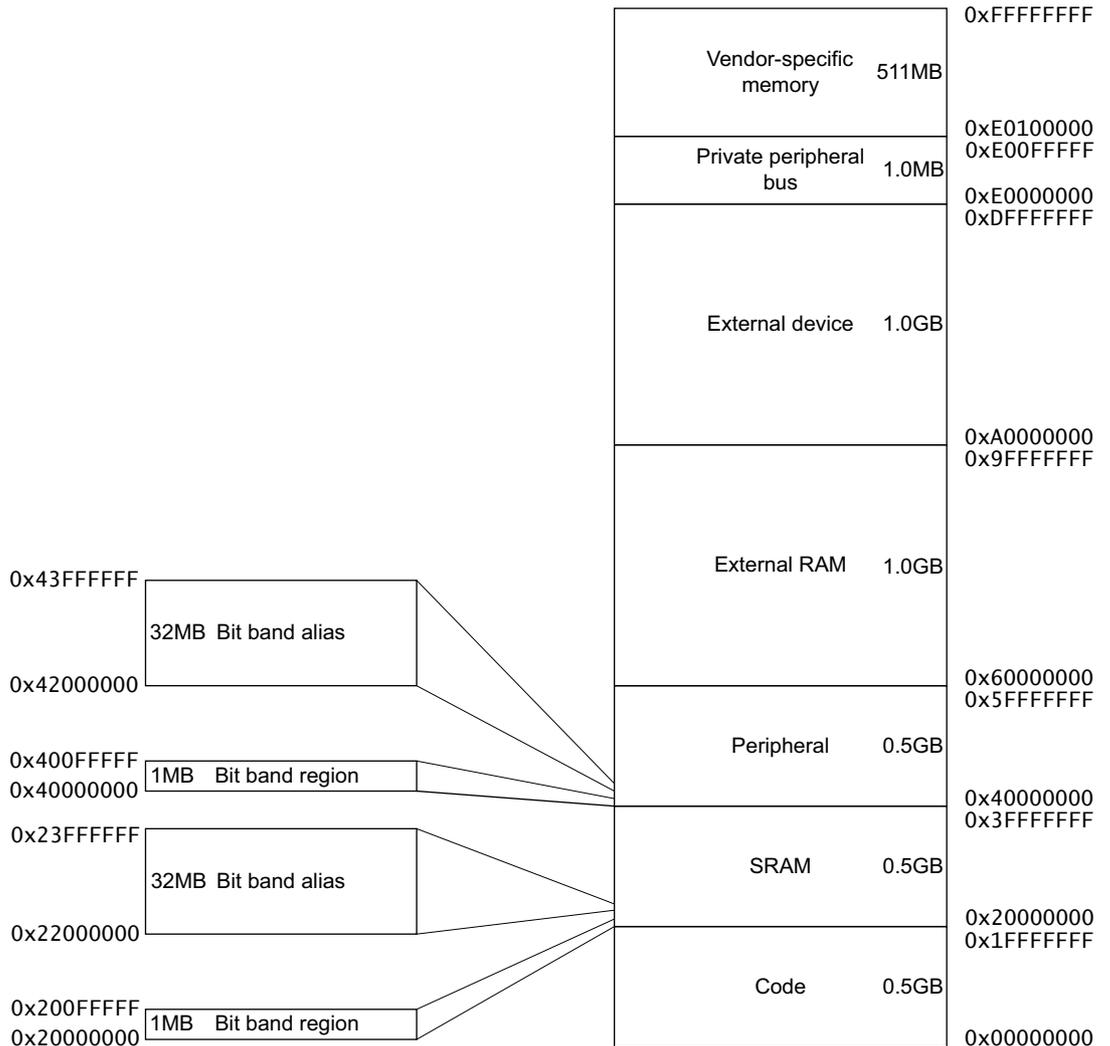 0xFFFFFFFF
Vendor-specific
memory
511MB
0xE0100000
0xE00FFFFF
Private peripheral
bus
1.0MB
0xE0000000
0xDFFFFFFF
External device 1.0GB
0xA0000000
0x9FFFFFFF
External RAM 1.0GB
0x60000000
0x5FFFFFFF
Peripheral 0.5GB
0x40000000
0x3FFFFFFF
SRAM 0.5GB
0x20000000
0x1FFFFFFF
Code 0.5GB
0x00000000
0x43FFFFFF
32MB Bit band alias
0x42000000
0x400FFFFF
1MB Bit band region
0x40000000
0x23FFFFFF
32MB Bit band alias
0x22000000
0x200FFFFF
1MB Bit band region
0x20000000